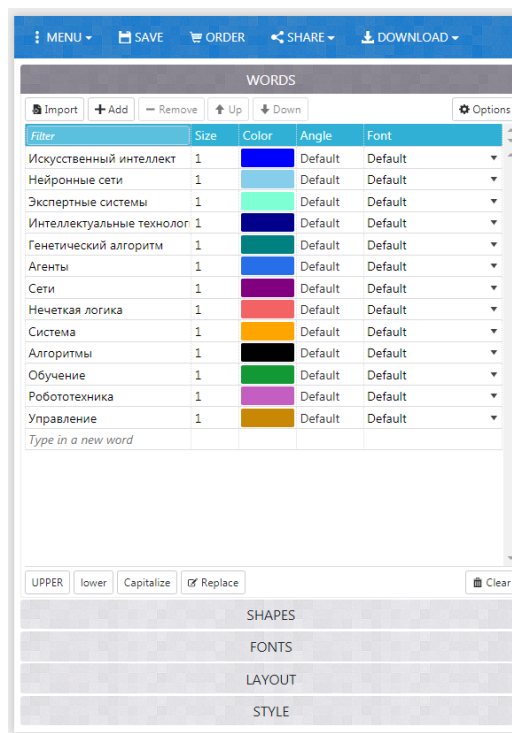 MENU SAVE ORDER SHARE DOWNLOAD
WORDS
Import Add Remove Up Down Options
Filter Size Color Angle Font
Искусственный интеллект 1 Default Default
Нейронные сети 1 Default Default
Экспертные системы 1 Default Default
Интеллектуальные технолог 1 Default Default
Генетический алгоритм 1 Default Default
Агенты 1 Default Default
Сети 1 Default Default
Нечеткая логика 1 Default Default
Система 1 Default Default
Алгоритмы 1 Default Default
Обучение 1 Default Default
Робототехника 1 Default Default
Управление 1 Default Default
Type in a new word
UPPER lower Capitalize Replace Clear
SHAPES
FONTS
LAYOUT
STYLE